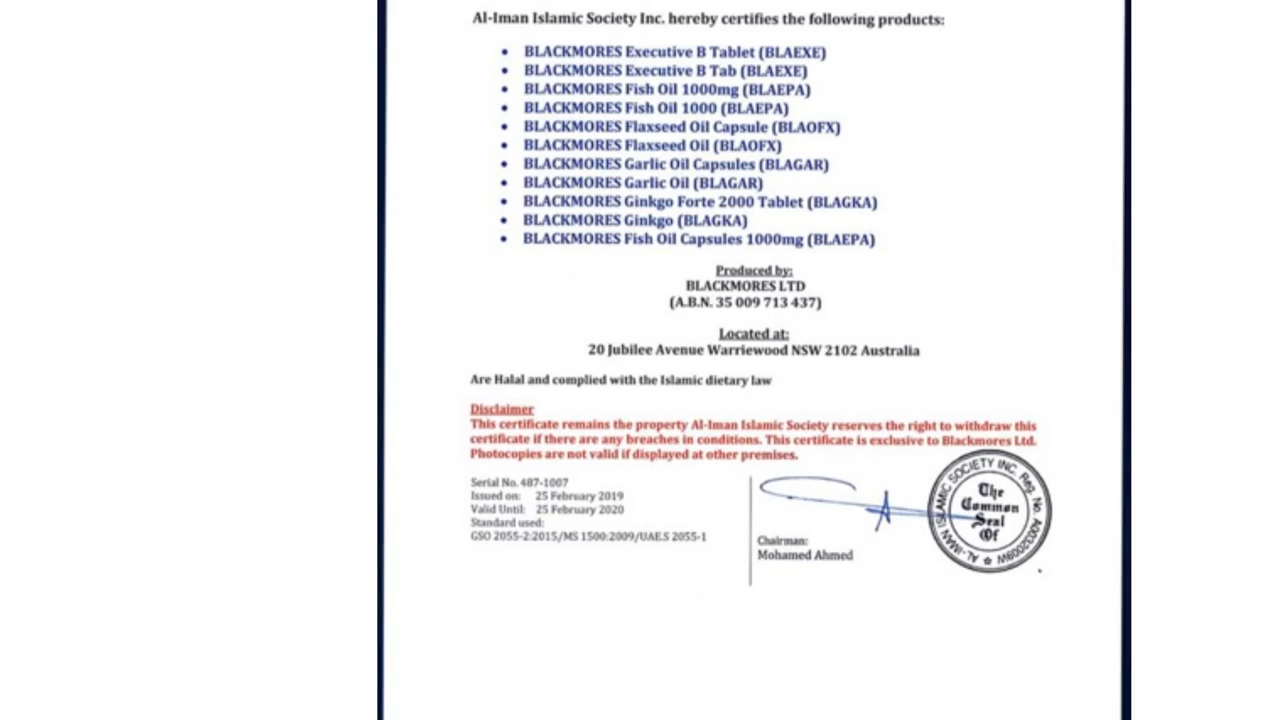 Al-Iman Islamic Society Inc. hereby certifies the following products:
• BLACKMORES Executive B Tablet (BLAEXE)
• BLACKMORES Executive B Tab (BLAEXE)
• BLACKMORES Fish Oil 1000mg (BLAEPA)
• BLACKMORES Fish Oil 1000 (BLAEPA)
• BLACKMORES Flaxseed Oil Capsule (BLAOFX)
• BLACKMORES Flaxseed Oil (BLAOFX)
• BLACKMORES Garlic Oil Capsules (BLAGAR)
• BLACKMORES Garlic Oil (BLAGAR)
• BLACKMORES Ginkgo Forte 2000 Tablet (BLAGKA)
• BLACKMORES Ginkgo (BLAGKA)
• BLACKMORES Fish Oil Capsules 1000mg (BLAEPA)
Produced by:
BLACKMORES LTD
(A.B.N. 35 009 713 437)
Located at:
20 Jubilee Avenue Warriewood NSW 2102 Australia
Are Halal and complied with the Islamic dietary law
Disclaimer
This certificate remains the property Al-Iman Islamic Society reserves the right to withdraw this
certificate if there are any breaches in conditions. This certificate is exclusive to Blackmores Ltd.
Photocopies are not valid if displayed at other premises.
Serial No. 487-1007
Issued on: 25 February 2019
Valid Until: 25 February 2020
Standard used:
GSO 2055-2:2015/MS 1500:2009/UAE.S 2055-1
Chairman:
Mohamed Ahmed
AL-IMAN ISLAMIC SOCIETY INC. Reg. No. A0032009W
The
Common
Seal
Of